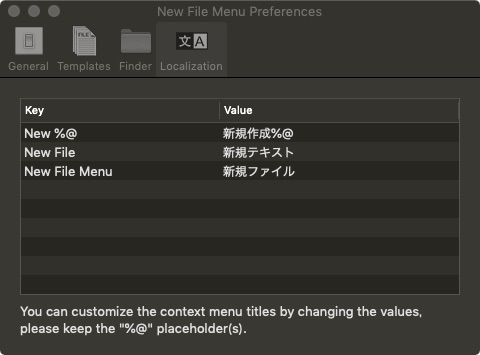 New File Menu Preferences
General Templates Finder Localization
Key Value
New %@ 新規作成%@
New File 新規テキスト
New File Menu 新規ファイル
You can customize the context menu titles by changing the values,
please keep the "%@" placeholder(s).